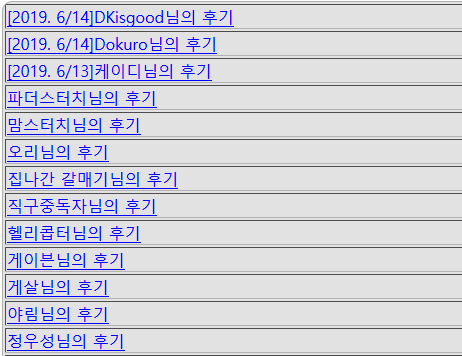 [2019. 6/14]DKisgood님의 후기
[2019. 6/14]Dokuro님의 후기
[2019. 6/13]케이디님의 후기
파더스터치님의 후기
맘스터치님의 후기
오리님의 후기
집나간 갈매기님의 후기
직구중독자님의 후기
헬리콥터님의 후기
게이븐님의 후기
게살님의 후기
야림님의 후기
정우성님의 후기